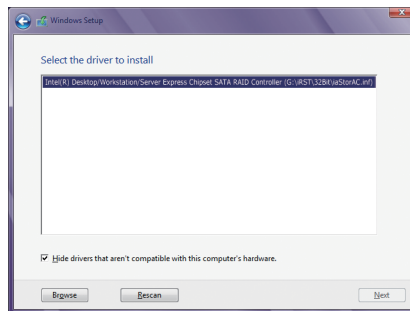 Windows Setup
Select the driver to install
Intel(R) Desktop/Workstation/Server Express Chipset SATA RAID Controller (G:\RST\32Bit\iaStorAC.inf)
Hide drivers that aren't compatible with this computer's hardware.
Browse
Rescan
Next